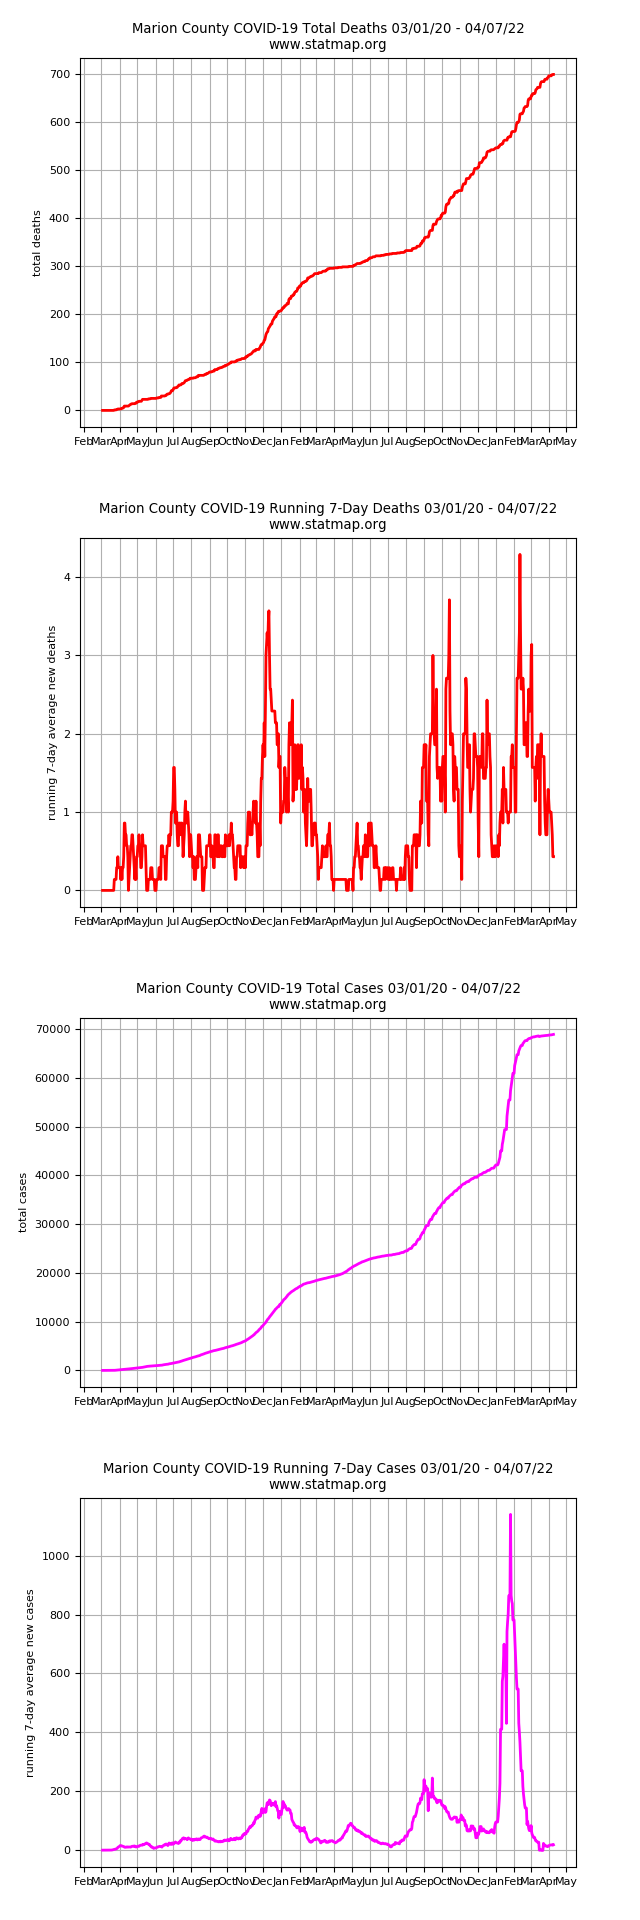 Marion County COVID-19 Total Deaths 03/01/20 - 04/07/22
www.statmap.org
700
600
500
400
300
200
100
0
total deaths
Feb Mar Apr May Jun Jul Aug Sep Oct Nov Dec Jan Feb Mar Apr May Jun Jul Aug Sep Oct Nov Dec Jan Feb Mar Apr May
Marion County COVID-19 Running 7-Day Deaths 03/01/20 - 04/07/22
www.statmap.org
4
3
2
1
0
running 7-day average new deaths
Feb Mar Apr May Jun Jul Aug Sep Oct Nov Dec Jan Feb Mar Apr May Jun Jul Aug Sep Oct Nov Dec Jan Feb Mar Apr May
Marion County COVID-19 Total Cases 03/01/20 - 04/07/22
www.statmap.org
70000
60000
50000
40000
30000
20000
10000
0
total cases
Feb Mar Apr May Jun Jul Aug Sep Oct Nov Dec Jan Feb Mar Apr May Jun Jul Aug Sep Oct Nov Dec Jan Feb Mar Apr May
Marion County COVID-19 Running 7-Day Cases 03/01/20 - 04/07/22
www.statmap.org
1000
800
600
400
200
0
running 7-day average new cases
Feb Mar Apr May Jun Jul Aug Sep Oct Nov Dec Jan Feb Mar Apr May Jun Jul Aug Sep Oct Nov Dec Jan Feb Mar Apr May